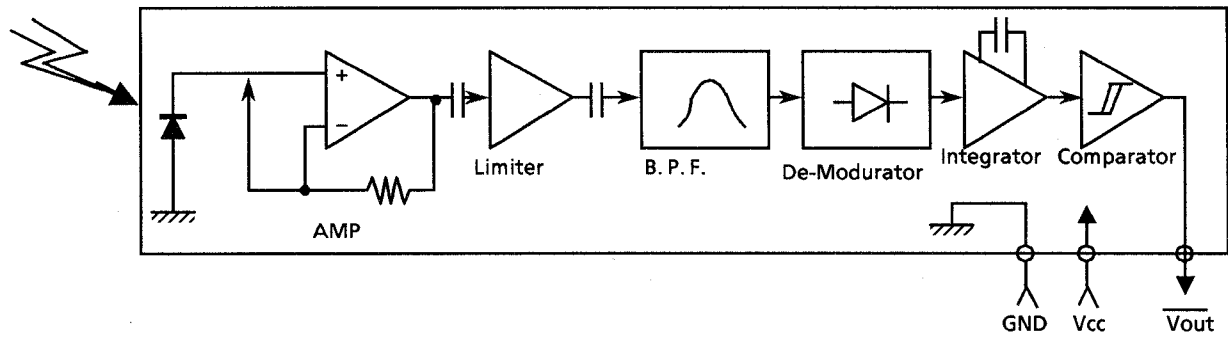 +
−
AMP
Limiter
B. P. F.
De-Modurator
Integrator
Comparator
GND
Vcc
Vout